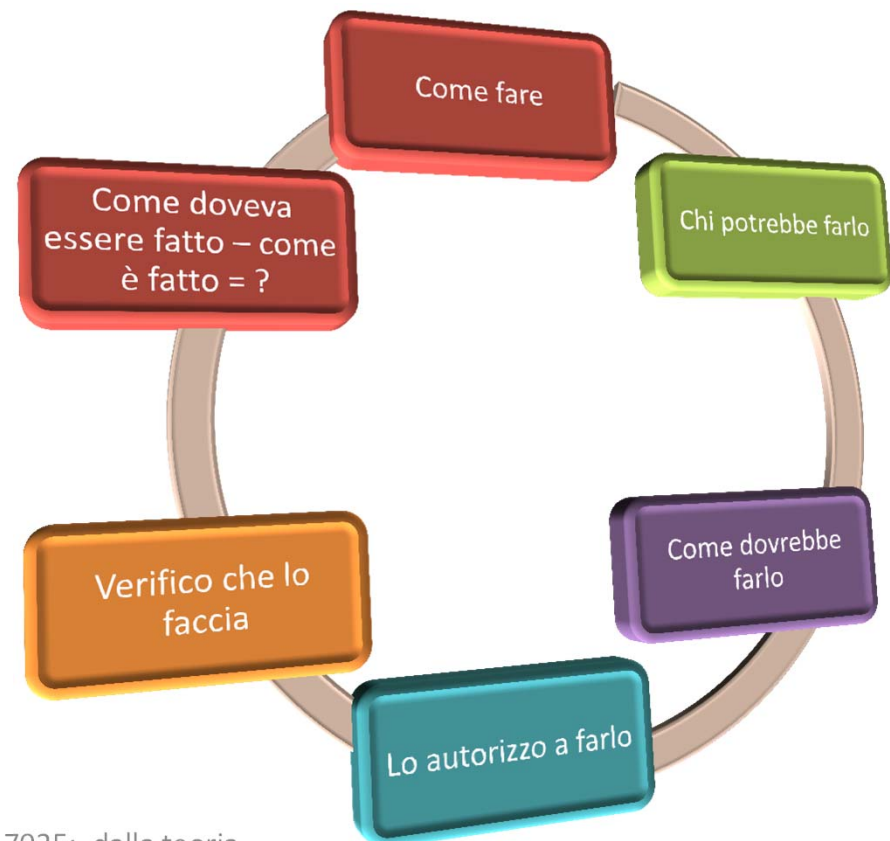 Come fare
Chi potrebbe farlo
Come dovrebbe
farlo
Lo autorizzo a farlo
Verifico che lo
faccia
Come doveva
essere fatto – come
è fatto = ?